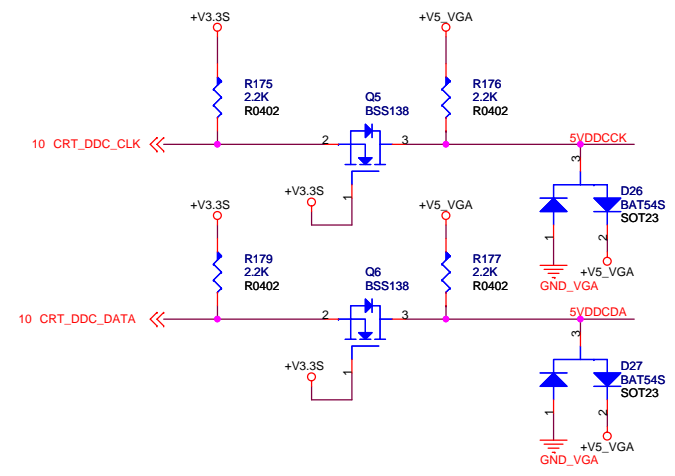 +V3.3S
+V5_VGA
R175
2.2K
R0402
Q5
BSS138
R176
2.2K
R0402
10 CRT_DDC_CLK
2
3
5VDDCCK
3
+V3.3S
1
D26
BAT54S
SOT23
1
2
+V5_VGA
GND_VGA
+V3.3S
+V5_VGA
R179
2.2K
R0402
Q6
BSS138
R177
2.2K
R0402
10 CRT_DDC_DATA
2
3
5VDDCDA
3
+V3.3S
1
D27
BAT54S
SOT23
1
2
+V5_VGA
GND_VGA